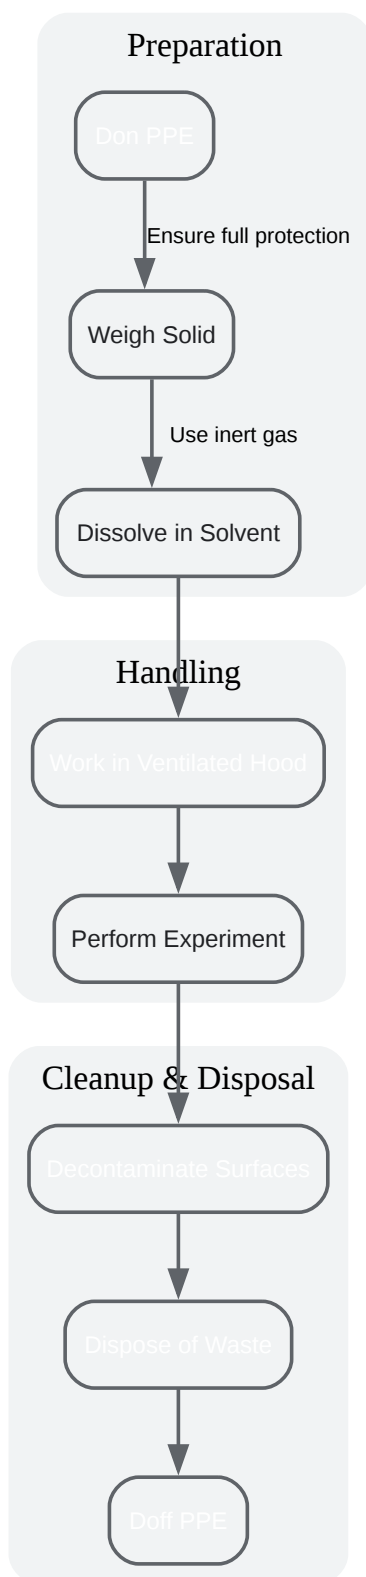 Preparation
Don PPE
Ensure full protection
Weigh Solid
Use inert gas
Dissolve in Solvent
Handling
Work in Ventilated Hood
Perform Experiment
Cleanup & Disposal
Decontaminate Surfaces
Dispose of Waste
Doff PPE